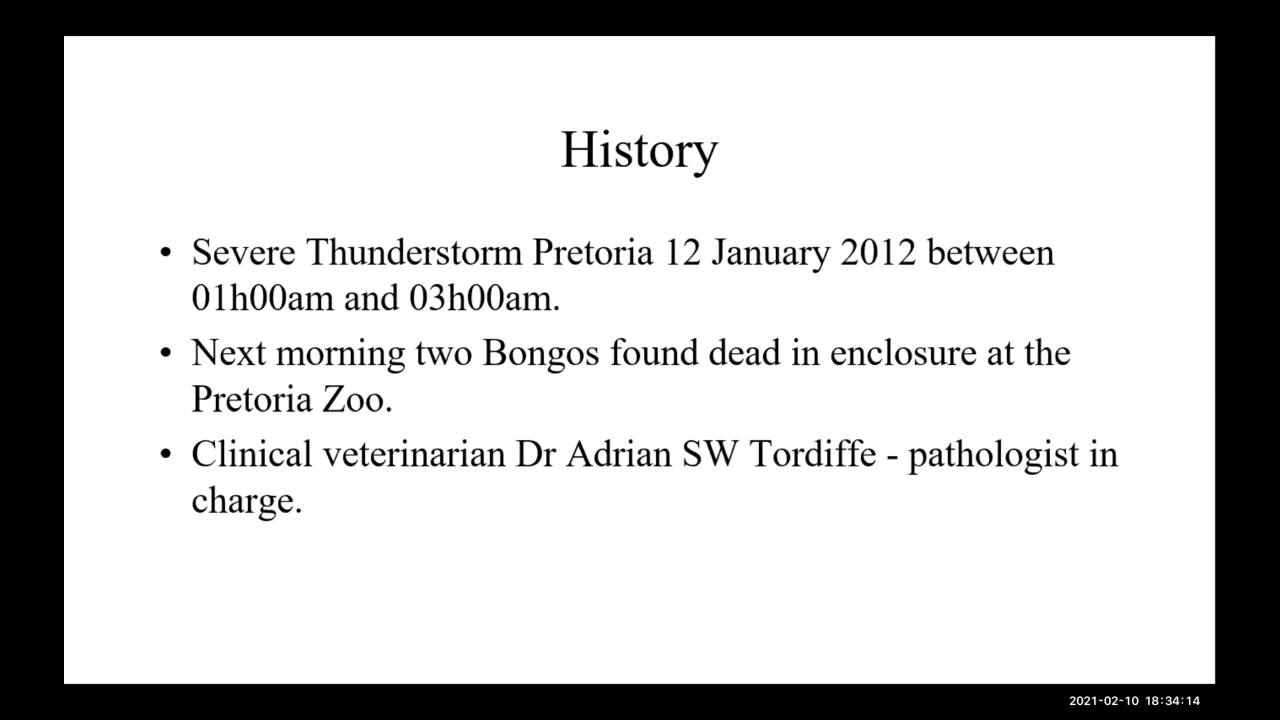 History
• Severe Thunderstorm Pretoria 12 January 2012 between
01h00am and 03h00am.
• Next morning two Bongos found dead in enclosure at the
Pretoria Zoo.
• Clinical veterinarian Dr Adrian SW Tordiffe - pathologist in
charge.
2021-02-10 18:34:14